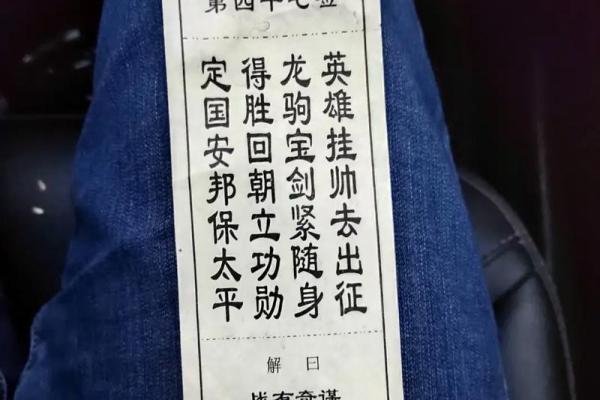 第四十七签
英雄挂帅去出征
龙驹宝剑紧随身
得胜回朝立功勋
定国安邦保太平
解曰